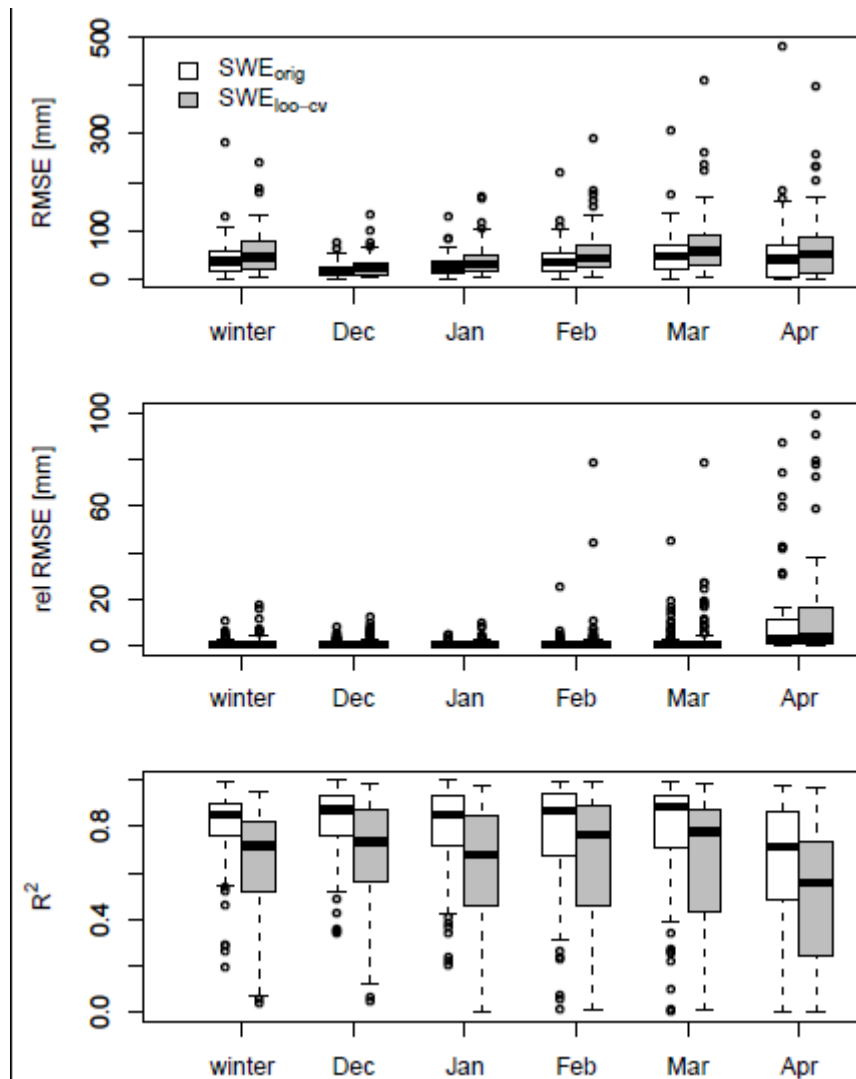 500
300
100
0
RMSE [mm]
SWEorig
SWEloo-cv
winter Dec Jan Feb Mar Apr
100
60
20
0
rel RMSE [mm]
winter Dec Jan Feb Mar Apr
0.8
0.4
0.0
R²
winter Dec Jan Feb Mar Apr